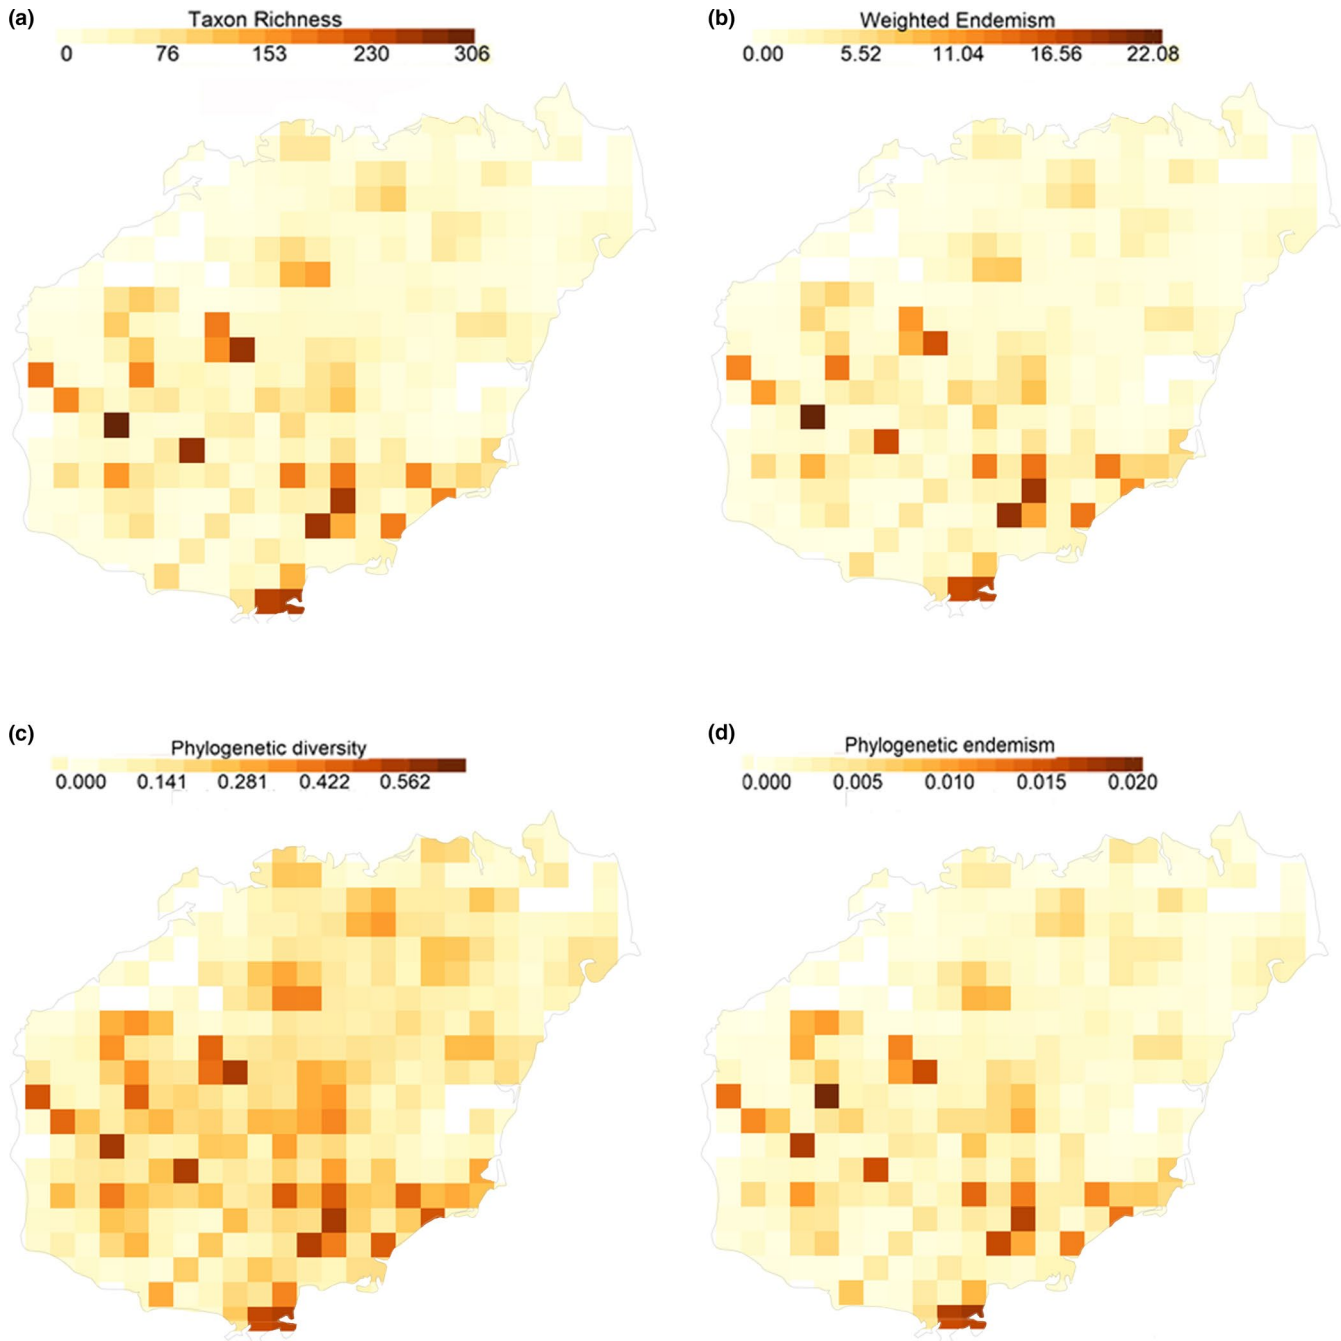 (a)
Taxon Richness
0 76 153 230 306
(b)
Weighted Endemism
0.00 5.52 11.04 16.56 22.08
(c)
Phylogenetic diversity
0.000 0.141 0.281 0.422 0.562
(d)
Phylogenetic endemism
0.000 0.005 0.010 0.015 0.020